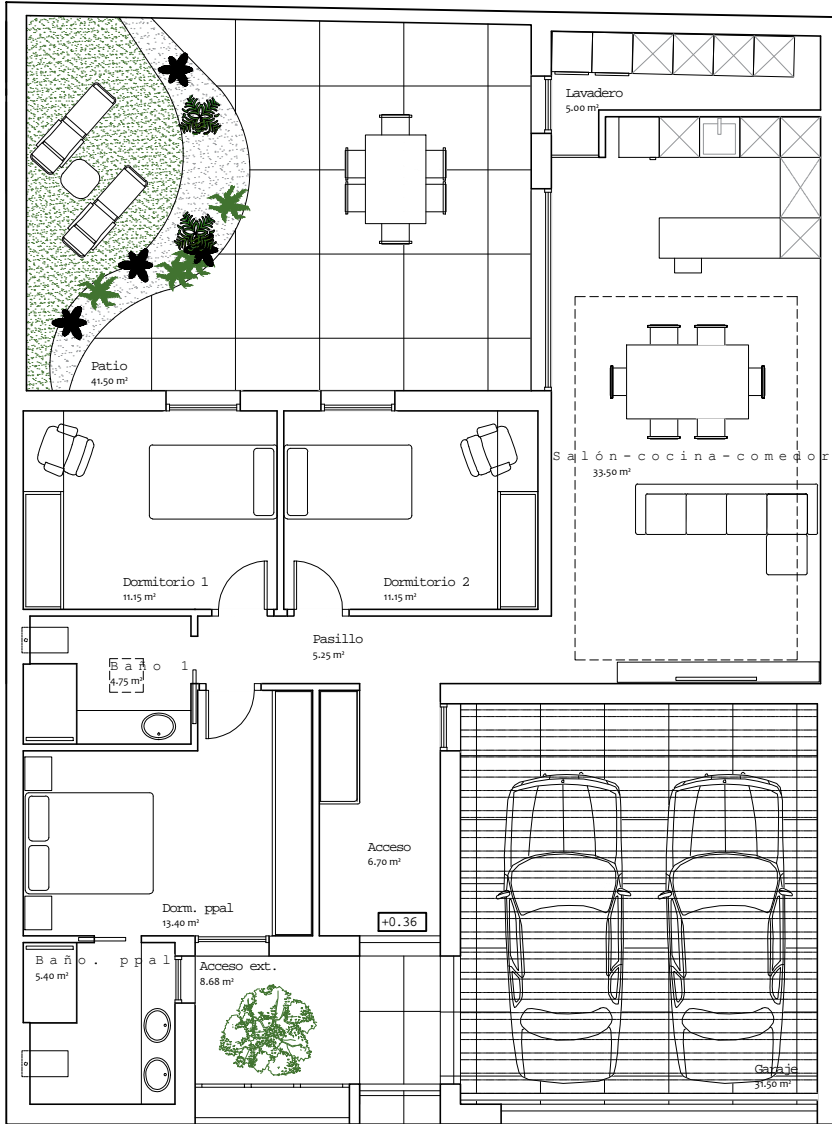 Lavadero
5.00 m²
Patio
41.50 m²
Salón-cocina-comedor
33.50 m²
Dormitorio 1
11.15 m²
Dormitorio 2
11.15 m²
Pasillo
5.25 m²
Baño 1
4.75 m²
Acceso
6.70 m²
Dorm. ppal
13.40 m²
+0.36
Baño. ppal
5.40 m²
Acceso ext.
8.68 m²
Garaje
31.50 m²